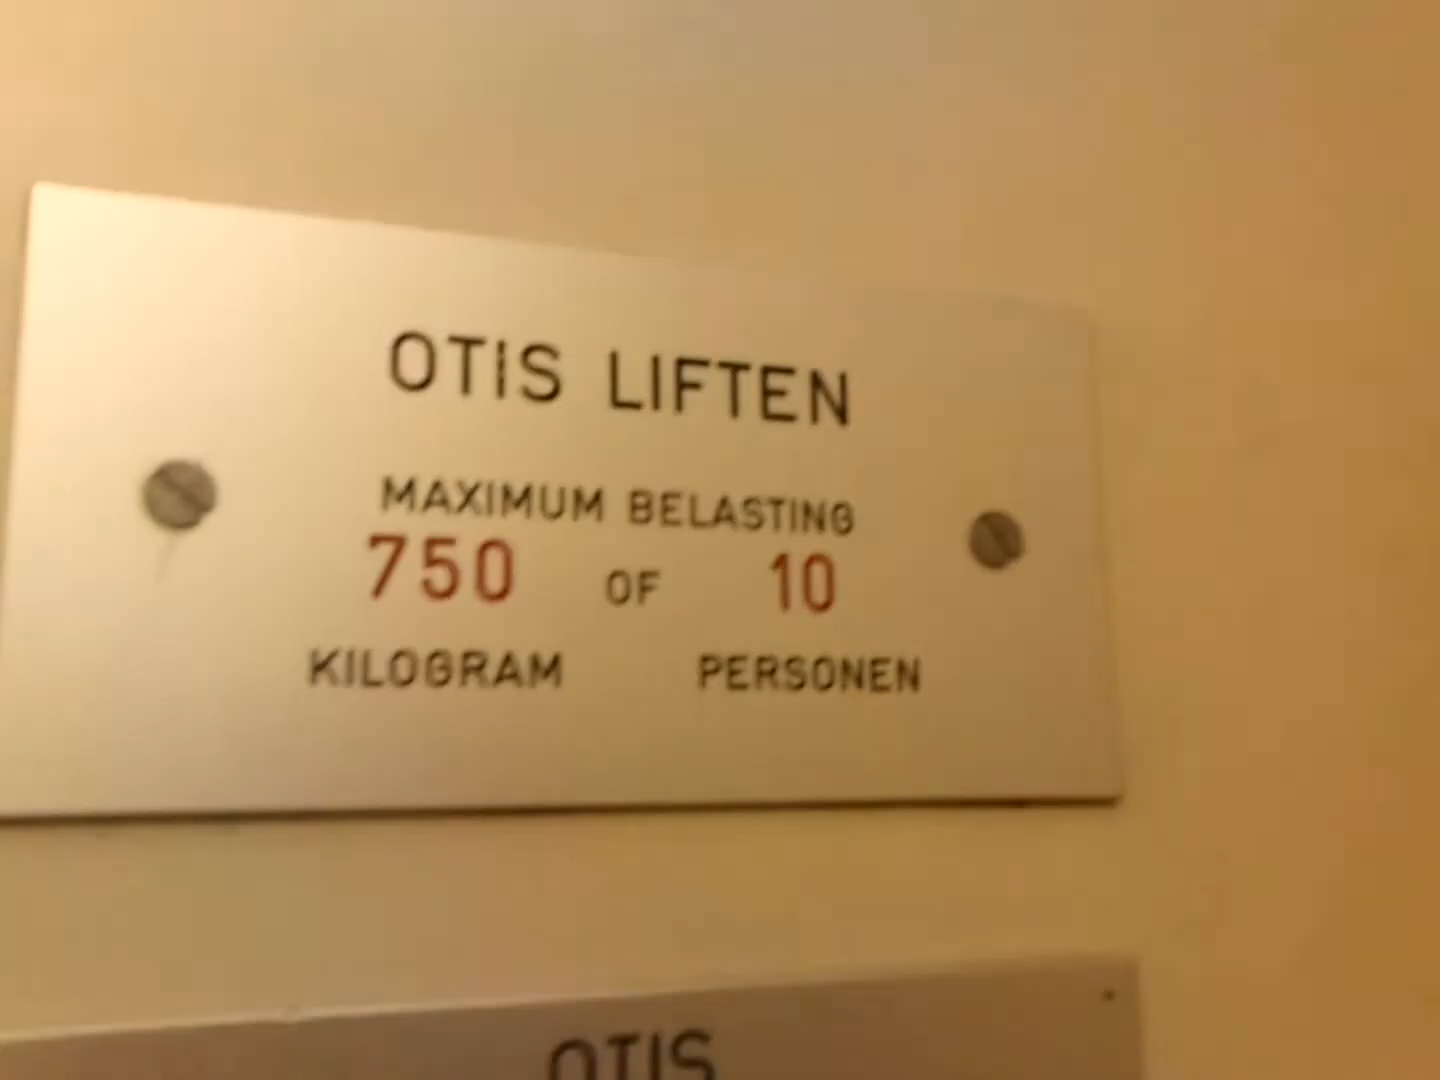 OTIS LIFTEN
MAXIMUM BELASTING
750 OF 10
KILOGRAM PERSONEN
OTIS